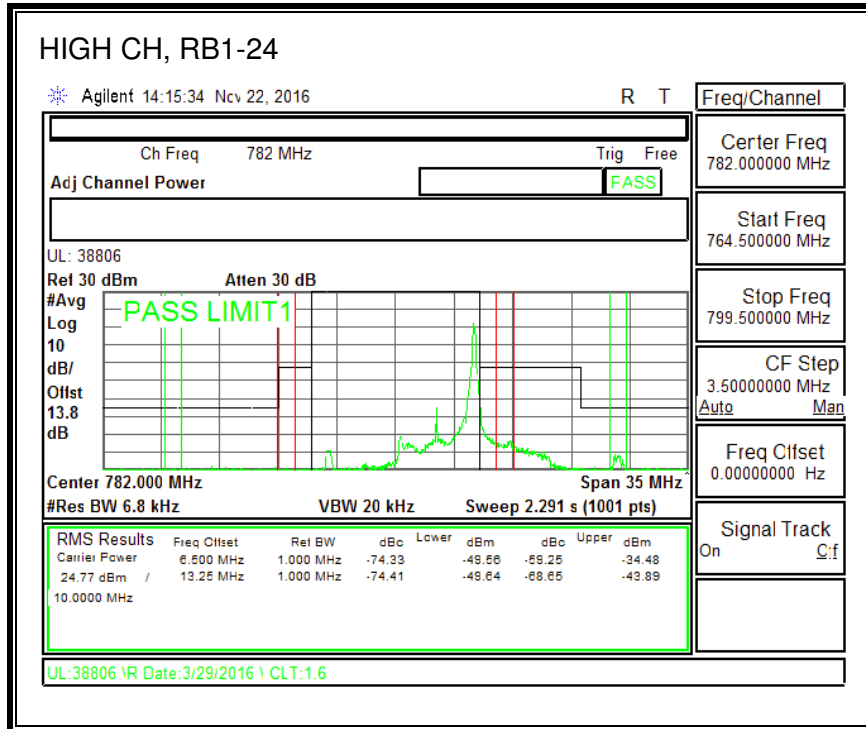 HIGH CH, RB1-24
Agilent 14:15:34 Nov 22, 2016 R T
Ch Freq 782 MHz Trig Free
Adj Channel Power PASS
UL: 38806
Ref 30 dBm Atten 30 dB
#Avg
Log
10
dB/
Offst
13.8
dB
PASS LIMIT1
Center 782.000 MHz Span 35 MHz
#Res BW 6.8 kHz VBW 20 kHz Sweep 2.291 s (1001 pts)
RMS Results Freq Offset Ref BW dBc Lower dBm dBc Upper dBm
Carrier Power 6.500 MHz 1.000 MHz -74.33 -49.56 -59.25 -34.48
24.77 dBm / 13.25 MHz 1.000 MHz -74.41 -49.64 -68.65 -43.89
10.0000 MHz
UL:38806 \R Date:3/29/2016 \ CLT:1.6
Freq/Channel
Center Freq
782.000000 MHz
Start Freq
764.500000 MHz
Stop Freq
799.500000 MHz
CF Step
3.50000000 MHz
Auto Man
Freq Offset
0.00000000 Hz
Signal Track
On Off